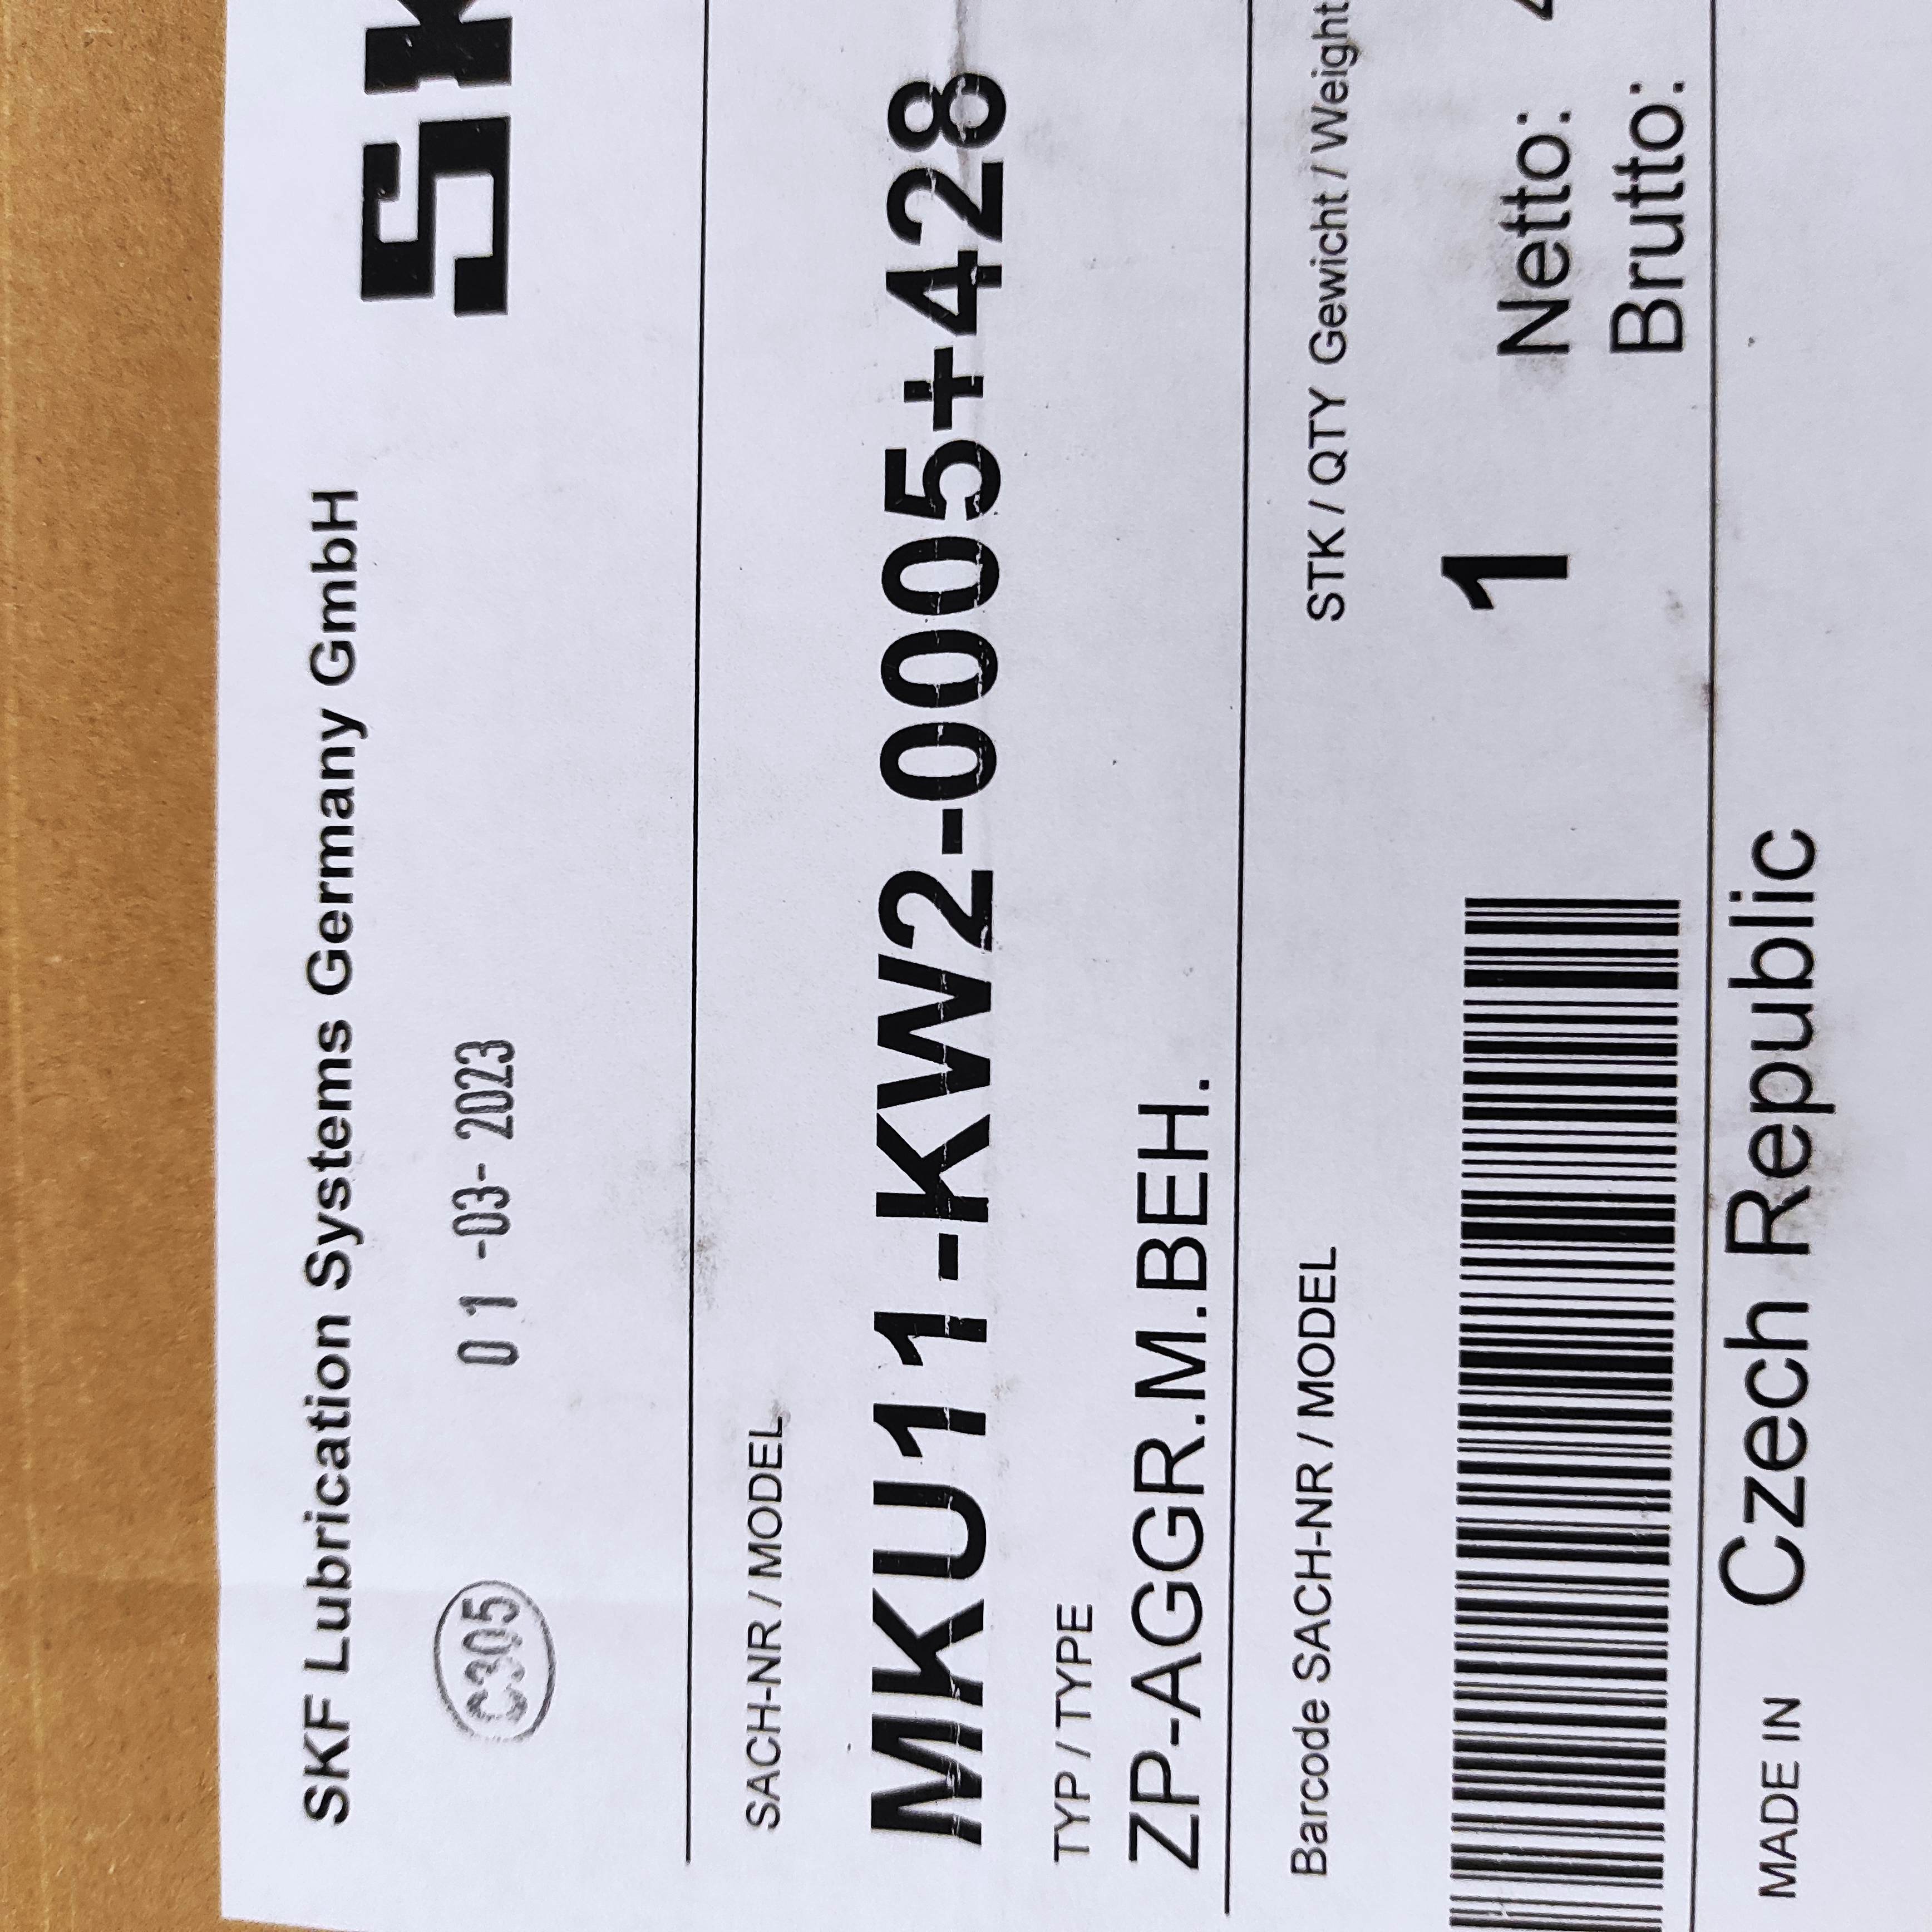 SKF Lubrication Systems Germany GmbH
C305 01-03-2023
SACH-NR / MODEL
MKU11-KW2-0005+428
TYP / TYPE
ZP-AGGR.M.BEH.
Barcode SACH-NR / MODEL
STK / QTY Gewicht / Weight
1
Netto:
Brutto:
MADE IN Czech Republic